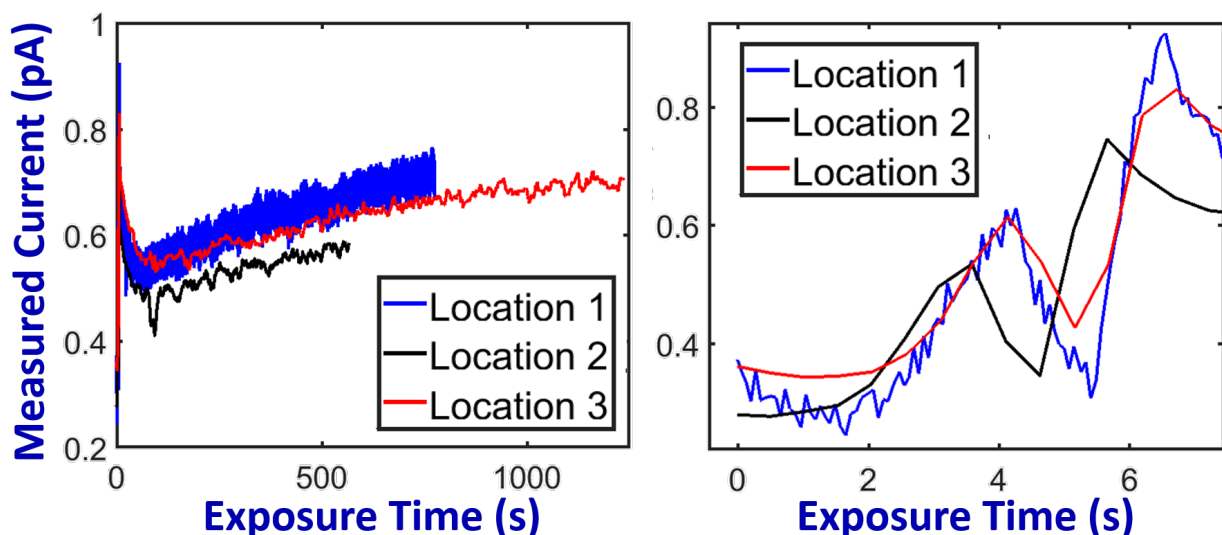 Measured Current (pA)
1
0.8
0.6
0.4
0.2
0
500
1000
Exposure Time (s)
Location 1
Location 2
Location 3
0.8
0.6
0.4
0
2
4
6
Exposure Time (s)
Location 1
Location 2
Location 3